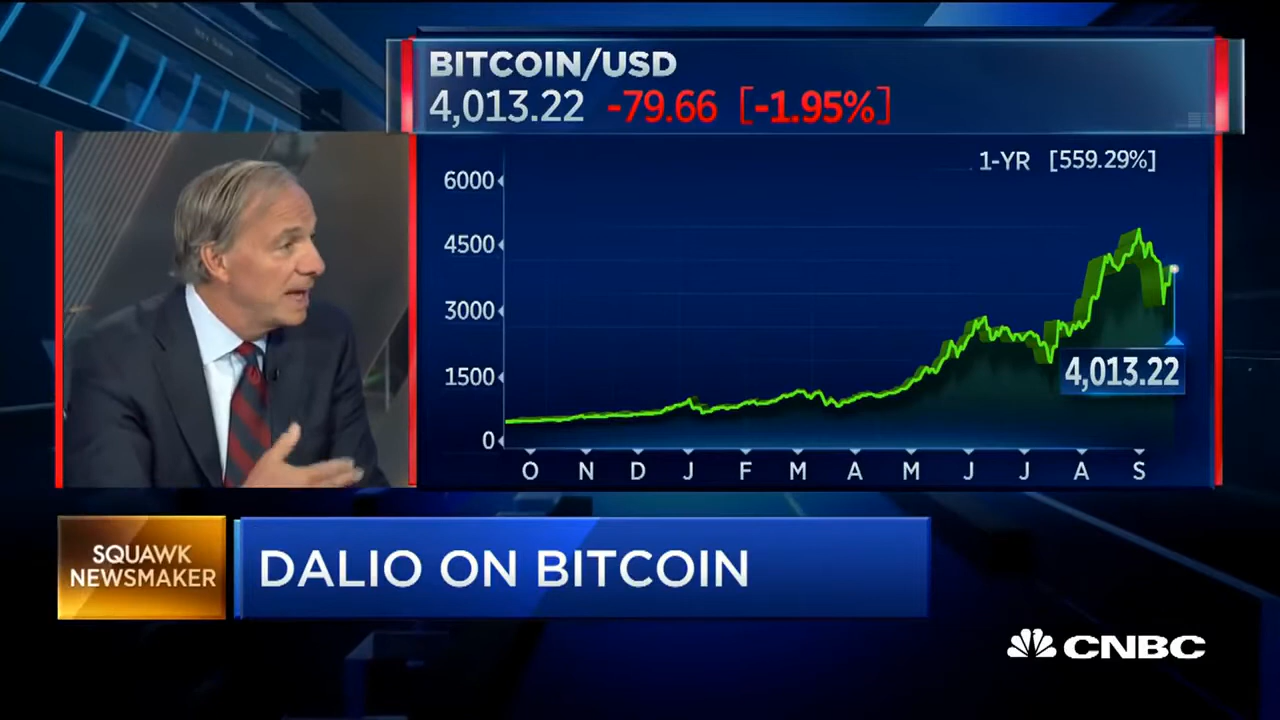 BITCOIN/USD
4,013.22 -79.66 [-1.95%]
1-YR [559.29%]
6000
4500
3000
1500
0
4,013.22
O N D J F M A M J J A S
SQUAWK
NEWSMAKER
DALIO ON BITCOIN
CNBC